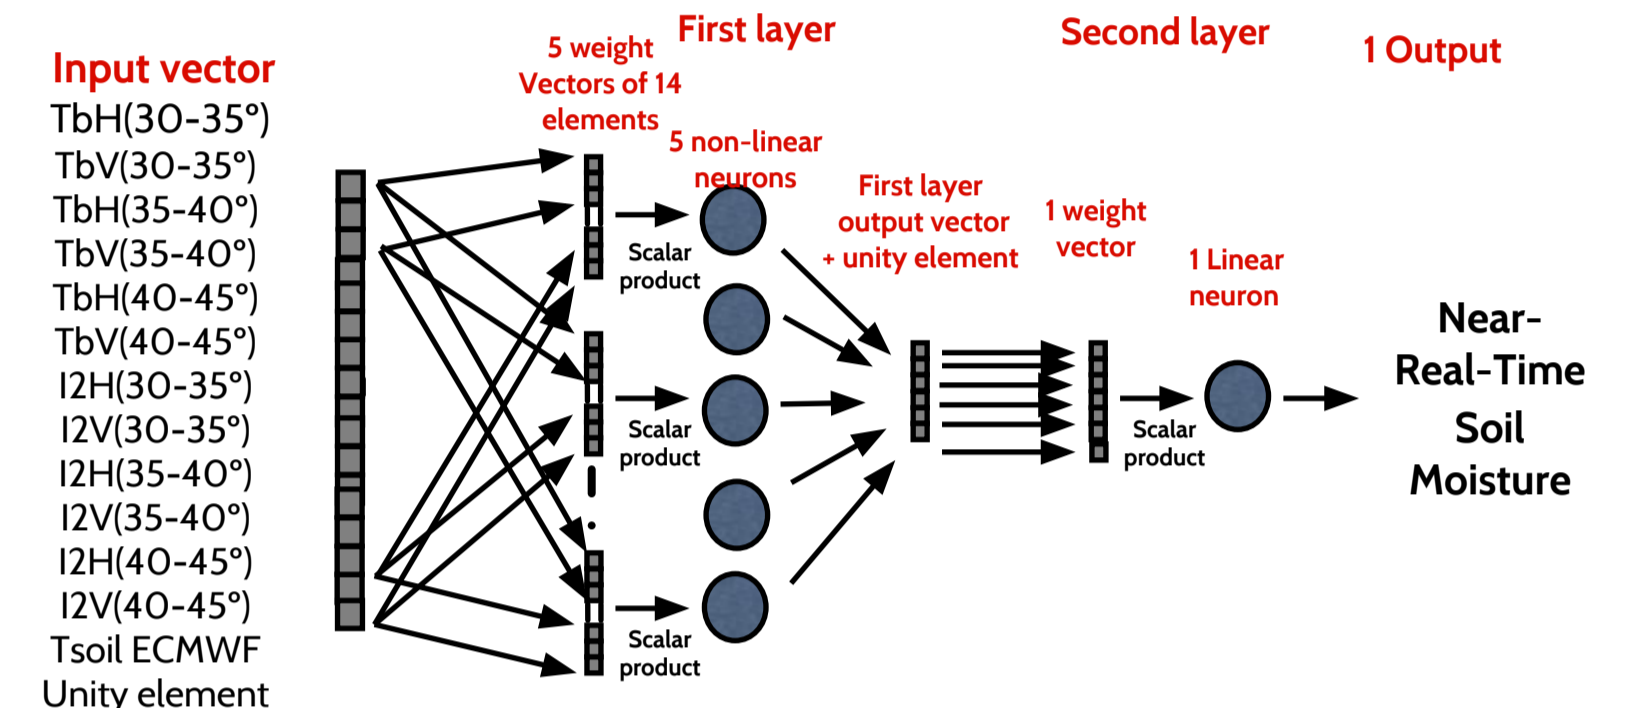 Input vector
TbH(30-35°)
TbV(30-35°)
TbH(35-40°)
TbV(35-40°)
TbH(40-45°)
TbV(40-45°)
I2H(30-35°)
I2V(30-35°)
I2H(35-40°)
I2V(35-40°)
I2H(40-45°)
I2V(40-45°)
Tsoil ECMWF
Unity element
5 weight
Vectors of 14
elements
First layer
5 non-linear
neurons
Scalar
product
Scalar
product
Scalar
product
First layer
output vector
+ unity element
Second layer
1 weight
vector
Scalar
product
1 Linear
neuron
1 Output
Near-
Real-Time
Soil
Moisture